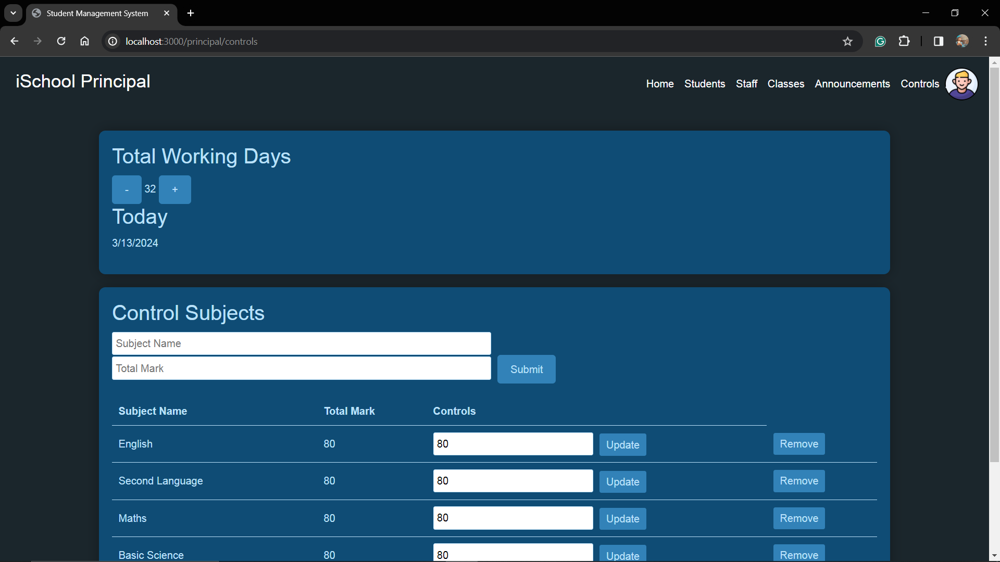 Student Management System
localhost:3000/principal/controls
iSchool Principal
Home Students Staff Classes Announcements Controls
Total Working Days
- 32 +
Today
3/13/2024
Control Subjects
Subject Name
Total Mark
Submit
Subject Name Total Mark Controls
English 80 80 Update Remove
Second Language 80 80 Update Remove
Maths 80 80 Update Remove
Basic Science 80 80 Update Remove